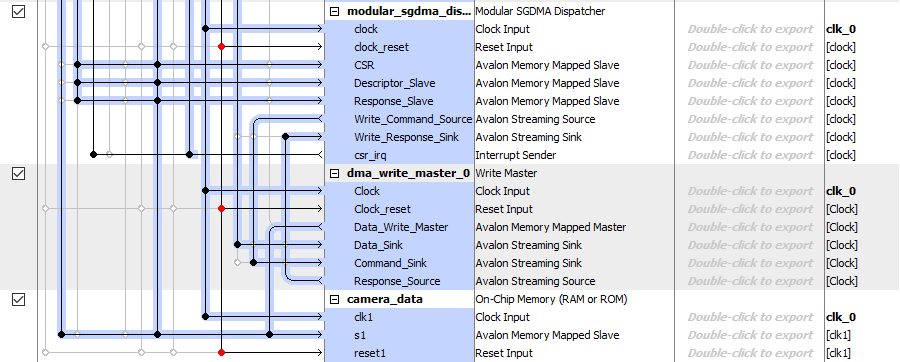 modular_sgdma_dis... Modular SGDMA Dispatcher
clock Clock Input Double-click to export clk_0
clock_reset Reset Input Double-click to export [clock]
CSR Avalon Memory Mapped Slave Double-click to export [clock]
Descriptor_Slave Avalon Memory Mapped Slave Double-click to export [clock]
Response_Slave Avalon Memory Mapped Slave Double-click to export [clock]
Write_Command_Source Avalon Streaming Source Double-click to export [clock]
Write_Response_Sink Avalon Streaming Sink Double-click to export [clock]
csr_irq Interrupt Sender Double-click to export [clock]
dma_write_master_0 Write Master
Clock Clock Input Double-click to export clk_0
Clock_reset Reset Input Double-click to export [Clock]
Data_Write_Master Avalon Memory Mapped Master Double-click to export [Clock]
Data_Sink Avalon Streaming Sink Double-click to export [Clock]
Command_Sink Avalon Streaming Sink Double-click to export [Clock]
Response_Source Avalon Streaming Source Double-click to export [Clock]
camera_data On-Chip Memory (RAM or ROM)
clk1 Clock Input Double-click to export clk_0
s1 Avalon Memory Mapped Slave Double-click to export [clk1]
reset1 Reset Input Double-click to export [clk1]